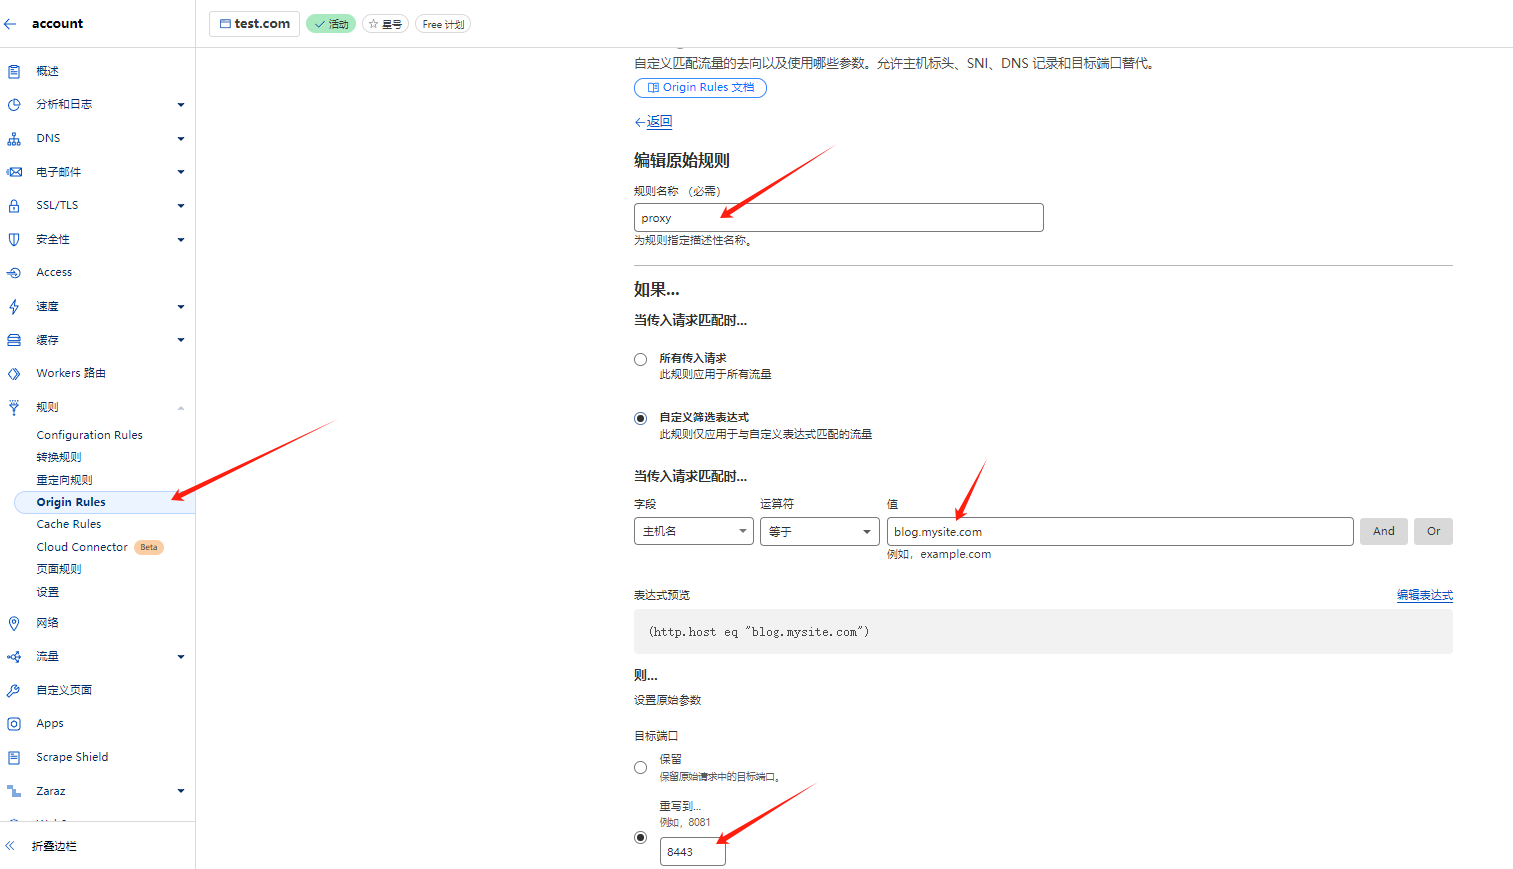 account
test.com
活动
星号
Free 计划
概述
分析和日志
DNS
电子邮件
SSL/TLS
安全性
Access
速度
缓存
Workers 路由
规则
Configuration Rules
转换规则
重定向规则
Origin Rules
Cache Rules
Cloud Connector Beta
页面规则
设置
网络
流量
自定义页面
Apps
Scrape Shield
Zaraz
折叠边栏
自定义匹配流量的去向以及使用哪些参数。允许主机标头、SNI、DNS 记录和目标端口替代。
Origin Rules 文档
返回
编辑原始规则
规则名称 （必需）
proxy
为规则指定描述性名称。
如果...
当传入请求匹配时...
所有传入请求
此规则应用于所有流量
自定义筛选表达式
此规则仅应用于与自定义表达式匹配的流量
当传入请求匹配时...
字段 运算符 值
主机名 等于 blog.mysite.com And Or
例如，example.com
表达式预览 编辑表达式
(http.host eq "blog.mysite.com")
则...
设置原始参数
目标端口
保留
保留原始请求中的目标端口。
重写到...
例如，8081
8443